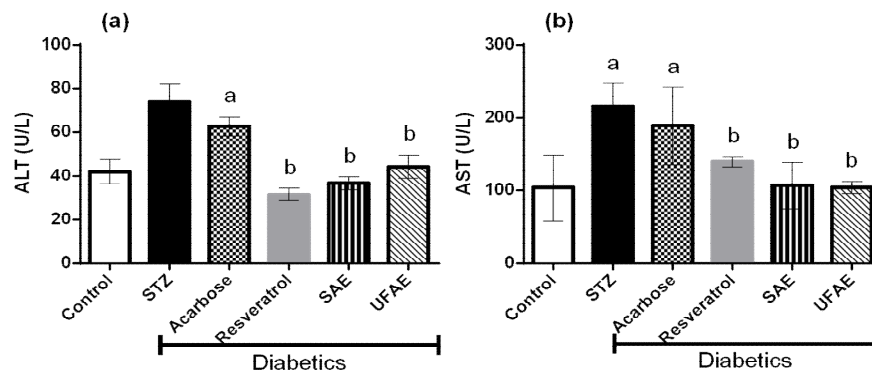 (a)
ALT (U/L)
100
80
60
40
20
0
a
b
b
b
Control
STZ
Acarbose
Resveratrol
SAE
UFAE
Diabetics
(b)
AST (U/L)
300
200
100
0
a
a
b
b
b
Control
STZ
Acarbose
Resveratrol
SAE
UFAE
Diabetics